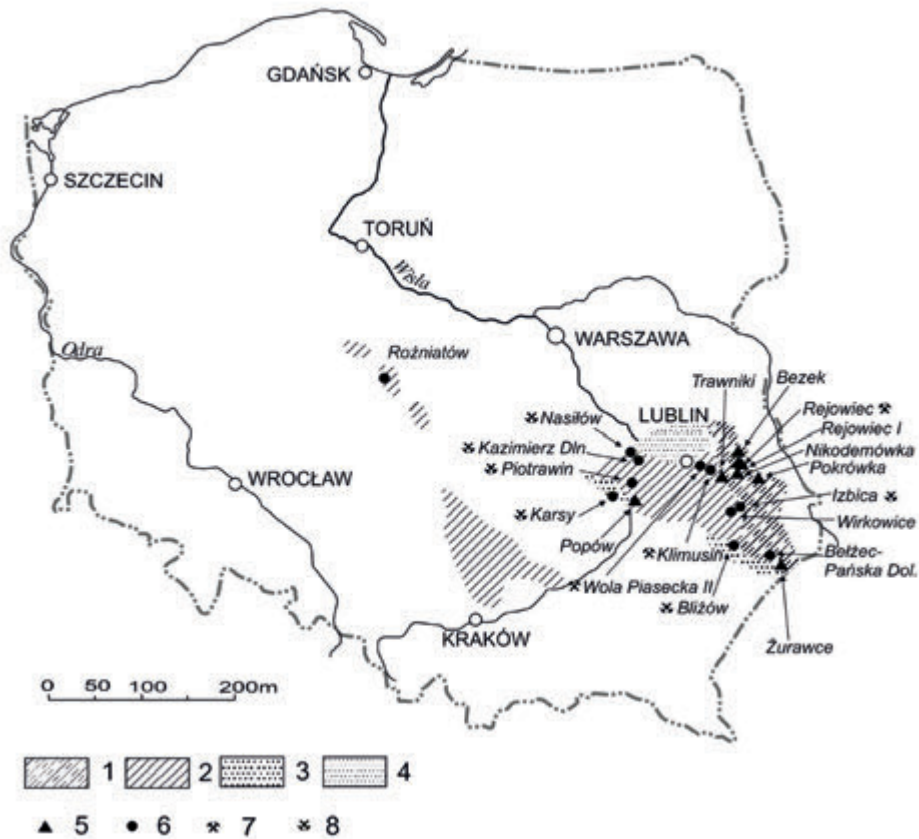 GDAŃSK
SZCZECIN
TORUŃ
Wisła
WARSZAWA
Odra
Rożniatów
Trawniki
Bezek
LUBLIN
Rejowiec
Nasiłów
Rejowiec I
Kazimierz Dln.
Nikodemówka
Piotrawin
Pokrówka
WROCŁAW
Izbica
Karsy
Wirkowice
Popów
Klimusin
Bełżec-
Pańska Dol.
Wola Piasecka II
Bliżów
KRAKÓW
Żurawce
0 50 100 200m
1 2 3 4
5 6 7 8